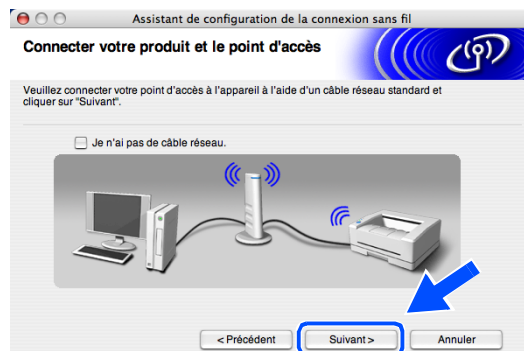 Assistant de configuration de la connexion sans fil
Connecter votre produit et le point d'accès
Veuillez connecter votre point d'accès à l'appareil à l'aide d'un câble réseau standard et
cliquer sur "Suivant".
Je n'ai pas de câble réseau.
< Précédent
Suivant >
Annuler